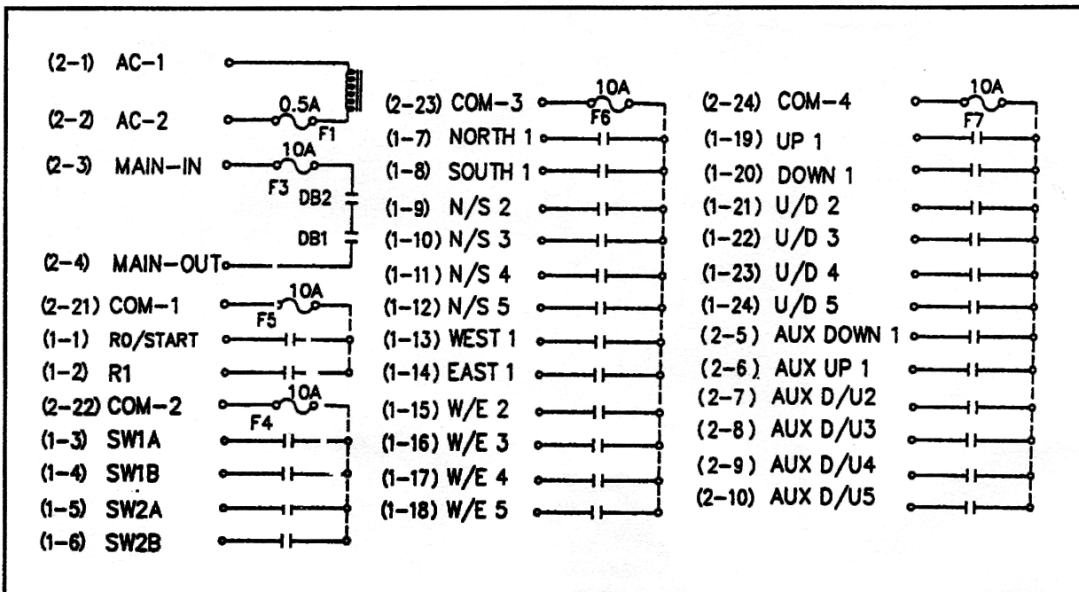 (2-1) AC-1
0.5A
(2-2) AC-2
F1
10A
(2-3) MAIN-IN
F3
DB2
DB1
(2-4) MAIN-OUT
10A
(2-21) COM-1
F5
(1-1) R0/START
(1-2) R1
10A
(2-22) COM-2
F4
(1-3) SW1A
(1-4) SW1B
(1-5) SW2A
(1-6) SW2B
10A
(2-23) COM-3
F6
(1-7) NORTH 1
(1-8) SOUTH 1
(1-9) N/S 2
(1-10) N/S 3
(1-11) N/S 4
(1-12) N/S 5
(1-13) WEST 1
(1-14) EAST 1
(1-15) W/E 2
(1-16) W/E 3
(1-17) W/E 4
(1-18) W/E 5
10A
(2-24) COM-4
F7
(1-19) UP 1
(1-20) DOWN 1
(1-21) U/D 2
(1-22) U/D 3
(1-23) U/D 4
(1-24) U/D 5
(2-5) AUX DOWN 1
(2-6) AUX UP 1
(2-7) AUX D/U2
(2-8) AUX D/U3
(2-9) AUX D/U4
(2-10) AUX D/U5